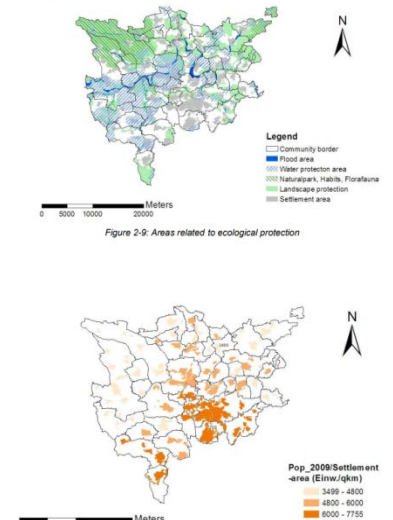 N
Legend
Community border
Flood area
Water protecton area
Naturalpark, Habits, Florafauna
Landscape protection
Settlement area
Meters
0 5000 10000 20000
Figure 2-9: Areas related to ecological protection
N
Pop_2009/Settlement
-area (Einw./qkm)
3499 - 4800
4800 - 6000
6000 - 7755
Meters